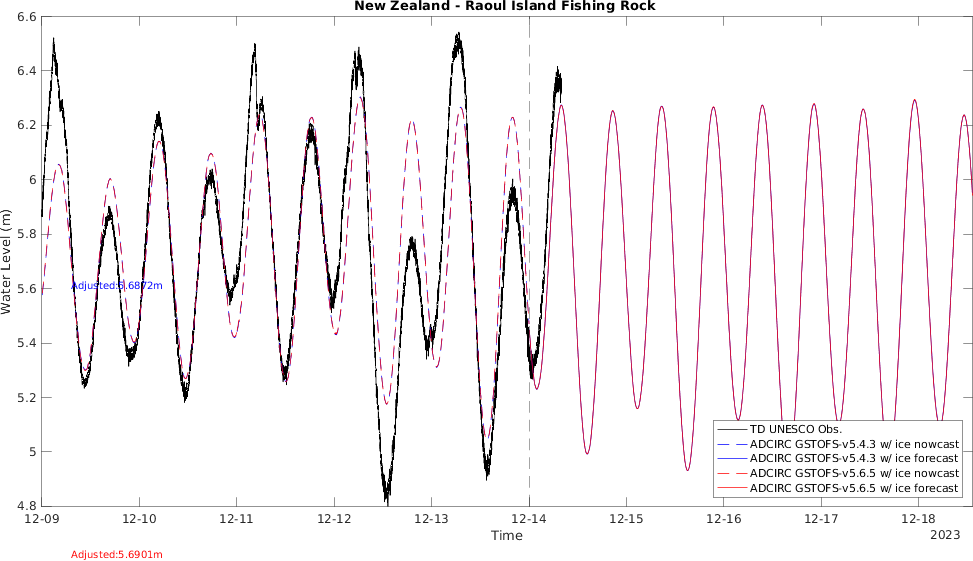 New Zealand - Raoul Island Fishing Rock
6.6
6.4
6.2
6
5.8
5.6
5.4
5.2
5
4.8
Water Level (m)
Adjusted:5.6872m
TD UNESCO Obs.
ADCIRC GSTOFS-v5.4.3 w/ ice nowcast
ADCIRC GSTOFS-v5.4.3 w/ ice forecast
ADCIRC GSTOFS-v5.6.5 w/ ice nowcast
ADCIRC GSTOFS-v5.6.5 w/ ice forecast
12-09 12-10 12-11 12-12 12-13 12-14 12-15 12-16 12-17 12-18
Time
2023
Adjusted:5.6901m